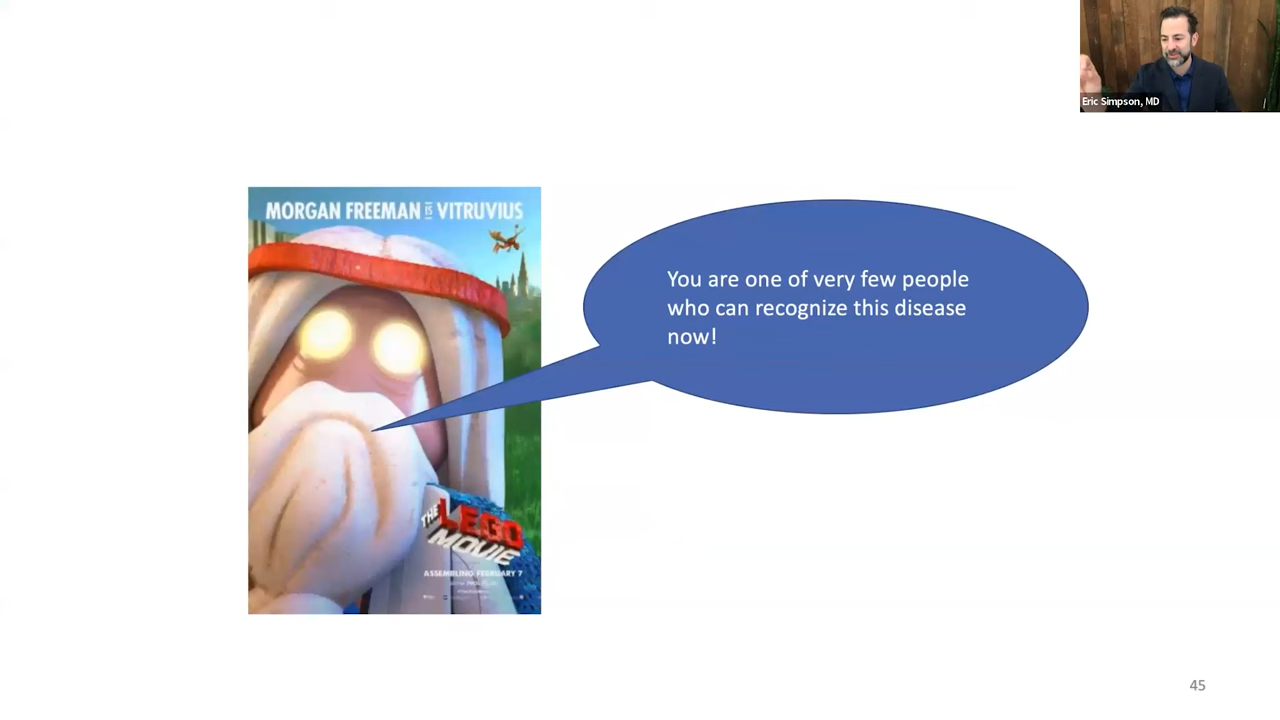 Eric Simpson, MD
MORGAN FREEMAN IS VITRUVIUS
You are one of very few people
who can recognize this disease
now!
THE
LEGO
MOVIE
ASSEMBLING FEBRUARY 7
45